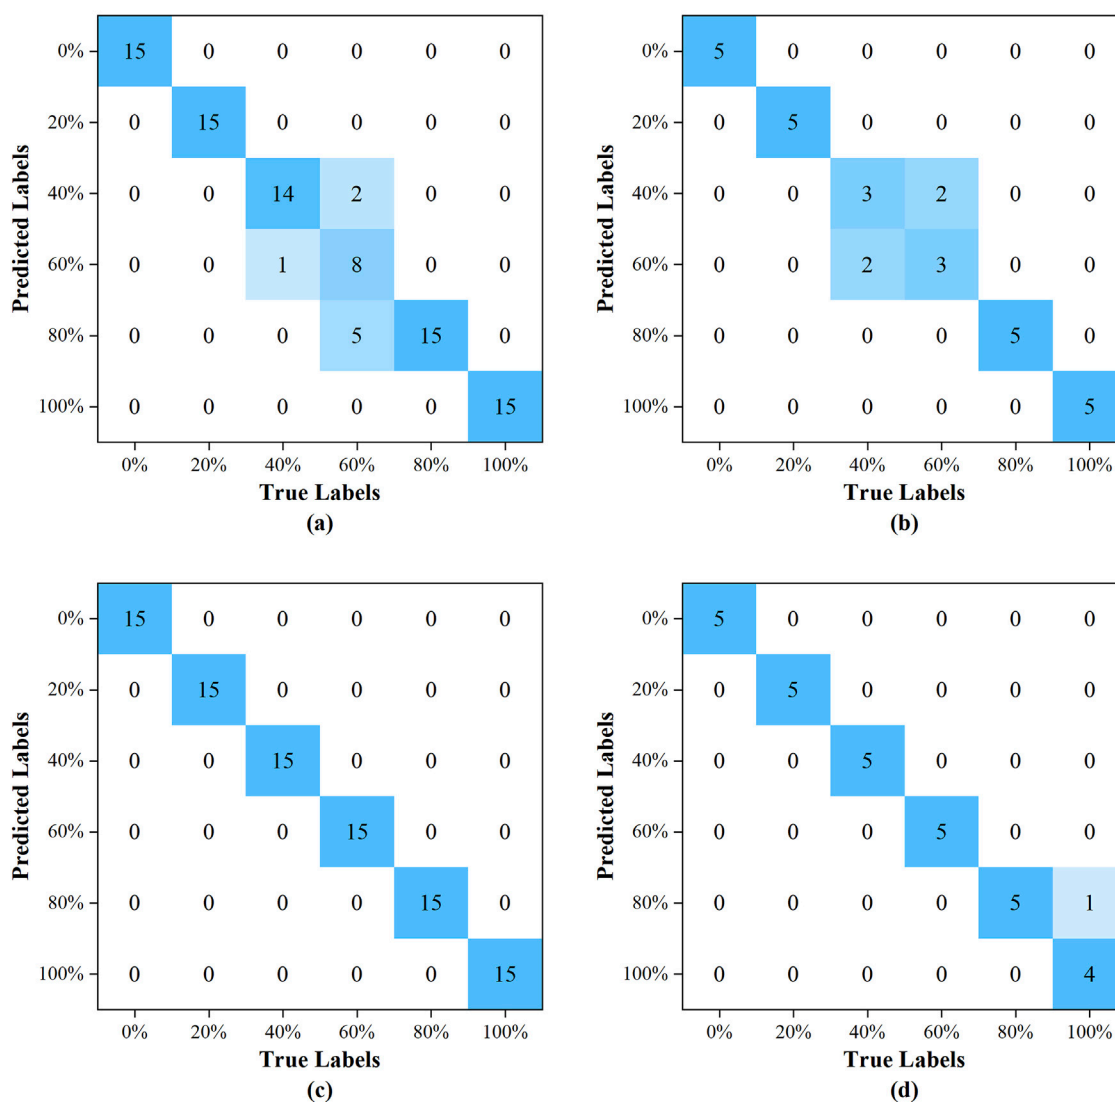 Predicted Labels
0% 15 0 0 0 0 0
20% 0 15 0 0 0 0
40% 0 0 14 2 0 0
60% 0 0 1 8 0 0
80% 0 0 0 5 15 0
100% 0 0 0 0 0 15
0% 20% 40% 60% 80% 100%
True Labels
(a)
Predicted Labels
0% 5 0 0 0 0 0
20% 0 5 0 0 0 0
40% 0 0 3 2 0 0
60% 0 0 2 3 0 0
80% 0 0 0 0 5 0
100% 0 0 0 0 0 5
0% 20% 40% 60% 80% 100%
True Labels
(b)
Predicted Labels
0% 15 0 0 0 0 0
20% 0 15 0 0 0 0
40% 0 0 15 0 0 0
60% 0 0 0 15 0 0
80% 0 0 0 0 15 0
100% 0 0 0 0 0 15
0% 20% 40% 60% 80% 100%
True Labels
(c)
Predicted Labels
0% 5 0 0 0 0 0
20% 0 5 0 0 0 0
40% 0 0 5 0 0 0
60% 0 0 0 5 0 0
80% 0 0 0 0 5 1
100% 0 0 0 0 0 4
0% 20% 40% 60% 80% 100%
True Labels
(d)